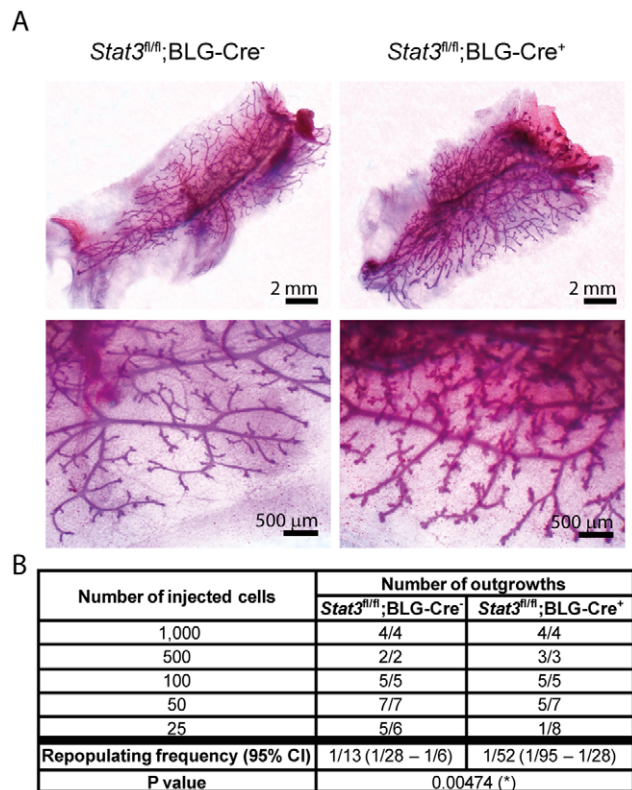 A
Stat3fl/fl;BLG-Cre- Stat3fl/fl;BLG-Cre+
2 mm 2 mm
500 µm 500 µm
B
Number of injected cells Number of outgrowths
Stat3fl/fl;BLG-Cre- Stat3fl/fl;BLG-Cre+
1,000 4/4 4/4
500 2/2 3/3
100 5/5 5/5
50 7/7 5/7
25 5/6 1/8
Repopulating frequency (95% CI) 1/13 (1/28 – 1/6) 1/52 (1/95 – 1/28)
P value 0.00474 (*)